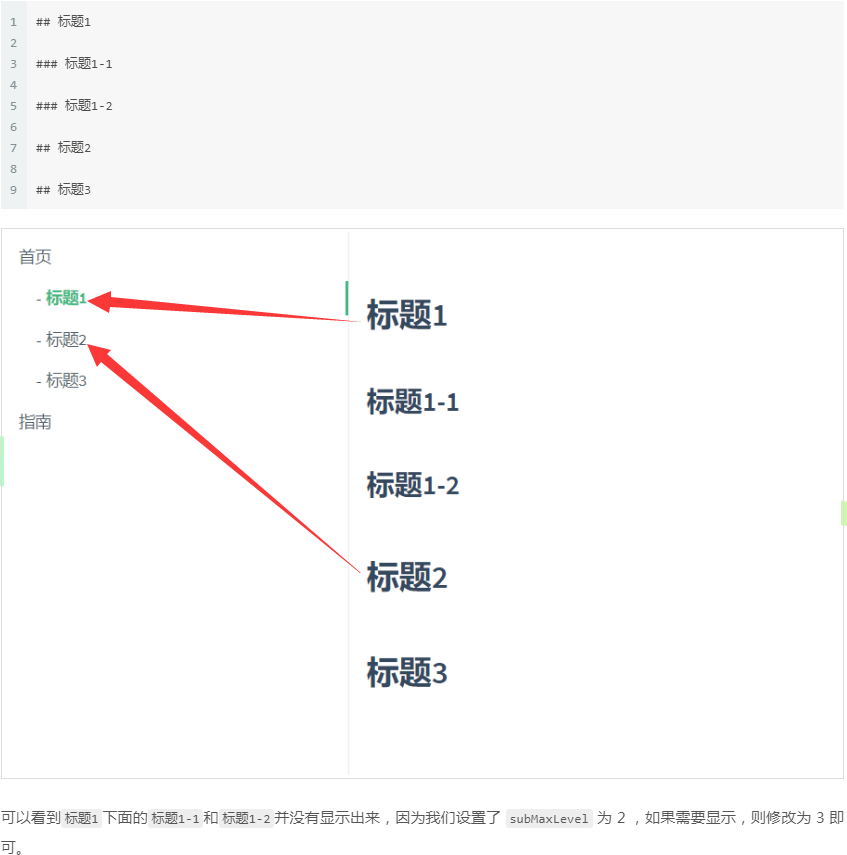 1 ## 标题1
2
3 ### 标题1-1
4
5 ### 标题1-2
6
7 ## 标题2
8
9 ## 标题3
首页
- 标题1
- 标题2
- 标题3
指南
标题1
标题1-1
标题1-2
标题2
标题3
可以看到 标题1 下面的 标题1-1 和 标题1-2 并没有显示出来，因为我们设置了 subMaxLevel 为 2 ，如果需要显示，则修改为 3 即
可。